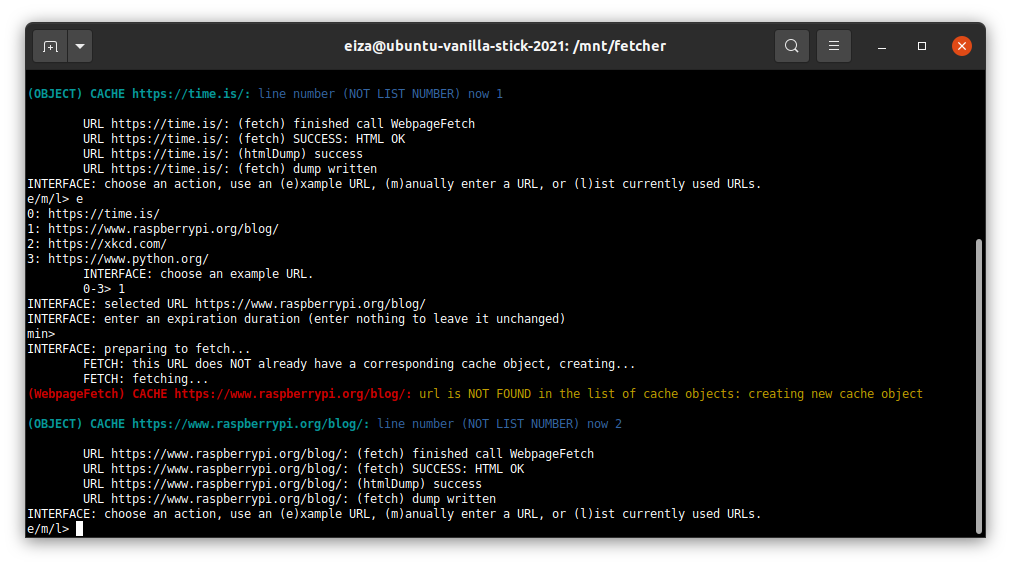 eiza@ubuntu-vanilla-stick-2021: /mnt/fetcher
(OBJECT) CACHE https://time.is/: line number (NOT LIST NUMBER) now 1
URL https://time.is/: (fetch) finished call WebpageFetch
URL https://time.is/: (fetch) SUCCESS: HTML OK
URL https://time.is/: (htmlDump) success
URL https://time.is/: (fetch) dump written
INTERFACE: choose an action, use an (e)xample URL, (m)anually enter a URL, or (l)ist currently used URLs.
e/m/l> e
0: https://time.is/
1: https://www.raspberrypi.org/blog/
2: https://xkcd.com/
3: https://www.python.org/
INTERFACE: choose an example URL.
0-3> 1
INTERFACE: selected URL https://www.raspberrypi.org/blog/
INTERFACE: enter an expiration duration (enter nothing to leave it unchanged)
min>
INTERFACE: preparing to fetch...
FETCH: this URL does NOT already have a corresponding cache object, creating...
FETCH: fetching...
(WebpageFetch) CACHE https://www.raspberrypi.org/blog/: url is NOT FOUND in the list of cache objects: creating new cache object
(OBJECT) CACHE https://www.raspberrypi.org/blog/: line number (NOT LIST NUMBER) now 2
URL https://www.raspberrypi.org/blog/: (fetch) finished call WebpageFetch
URL https://www.raspberrypi.org/blog/: (fetch) SUCCESS: HTML OK
URL https://www.raspberrypi.org/blog/: (htmlDump) success
URL https://www.raspberrypi.org/blog/: (fetch) dump written
INTERFACE: choose an action, use an (e)xample URL, (m)anually enter a URL, or (l)ist currently used URLs.
e/m/l>